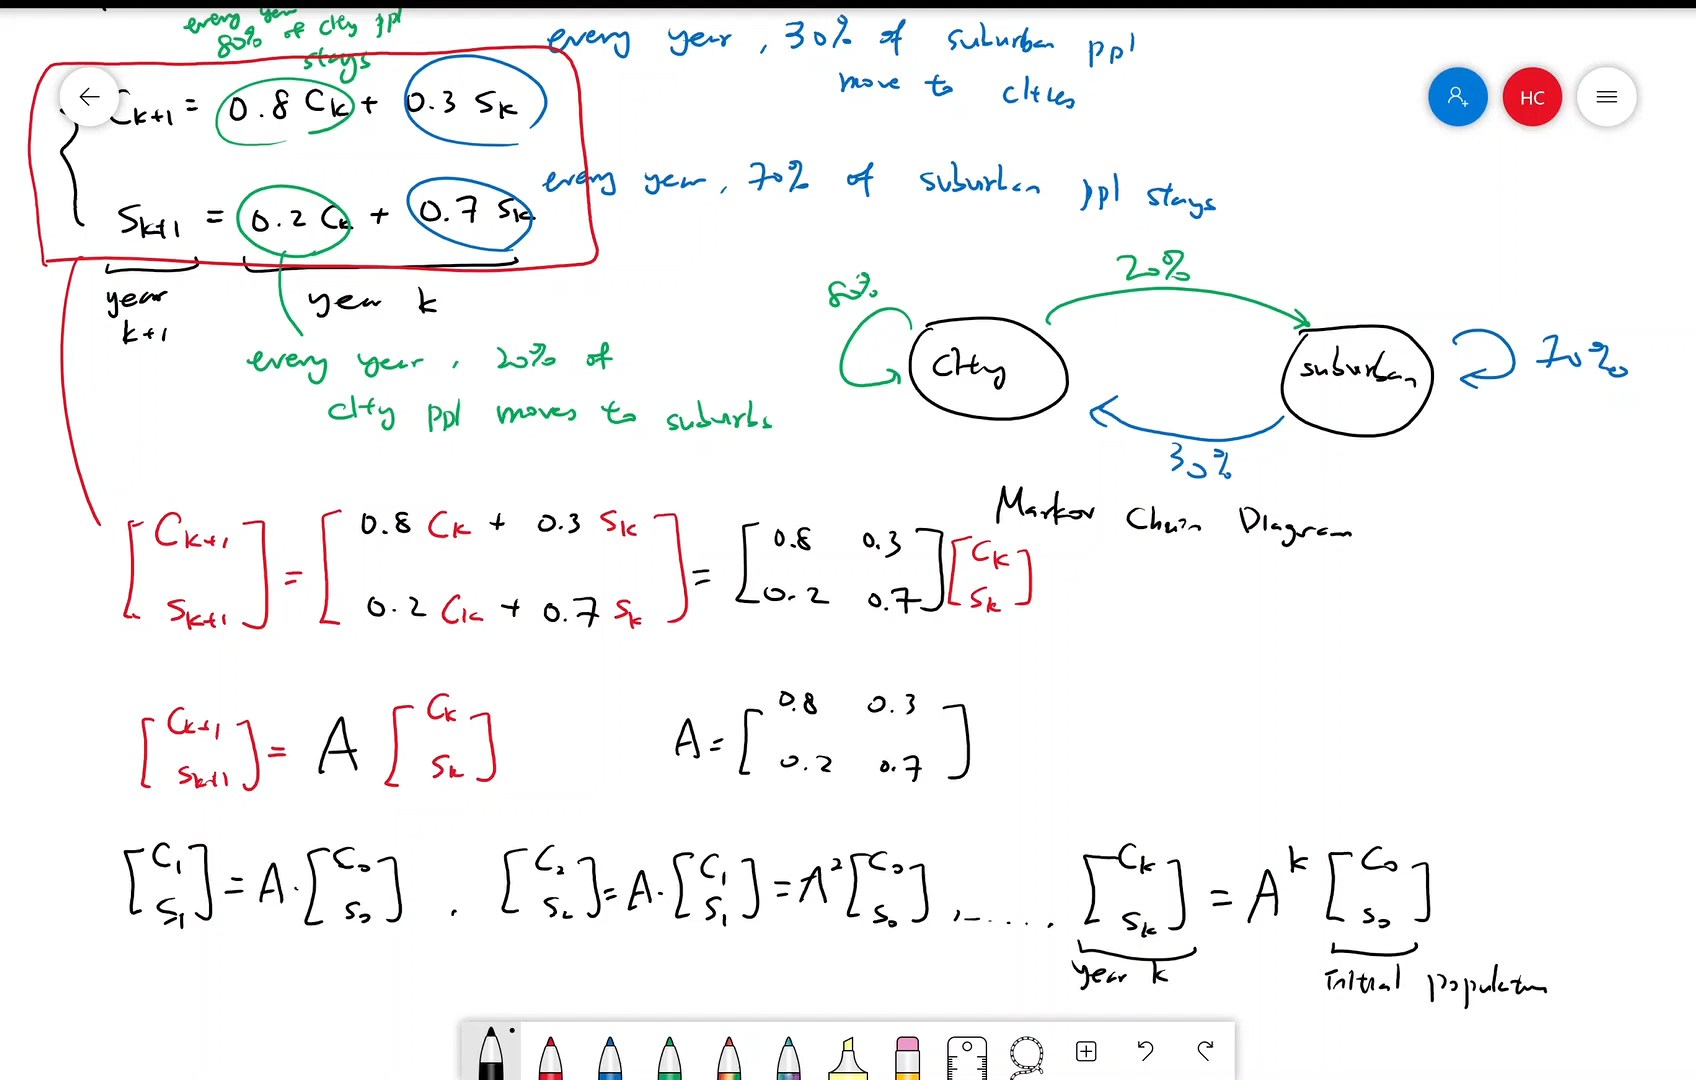 every year
80% of city ppl
stays
every year, 30% of suburban ppl
move to cities
C_{k+1} = 0.8 C_k + 0.3 S_k
every year, 70% of suburban ppl stays
S_{k+1} = 0.2 C_k + 0.7 S_k
year k+1
year k
every year, 20% of
city ppl moves to suburbs
80%
20%
city
suburban
70%
30%
Markov Chain Diagram
[C_{k+1} S_{k+1}] = [0.8 C_k + 0.3 S_k 0.2 C_k + 0.7 S_k] = [0.8 0.3 0.2 0.7] [C_k S_k]
[C_{k+1} S_{k+1}] = A [C_k S_k]
A = [0.8 0.3 0.2 0.7]
[C_1 S_1] = A · [C_0 S_0], [C_2 S_2] = A · [C_1 S_1] = A^2 [C_0 S_0], ....., [C_k S_k] = A^k [C_0 S_0]
year k
initial population
HC